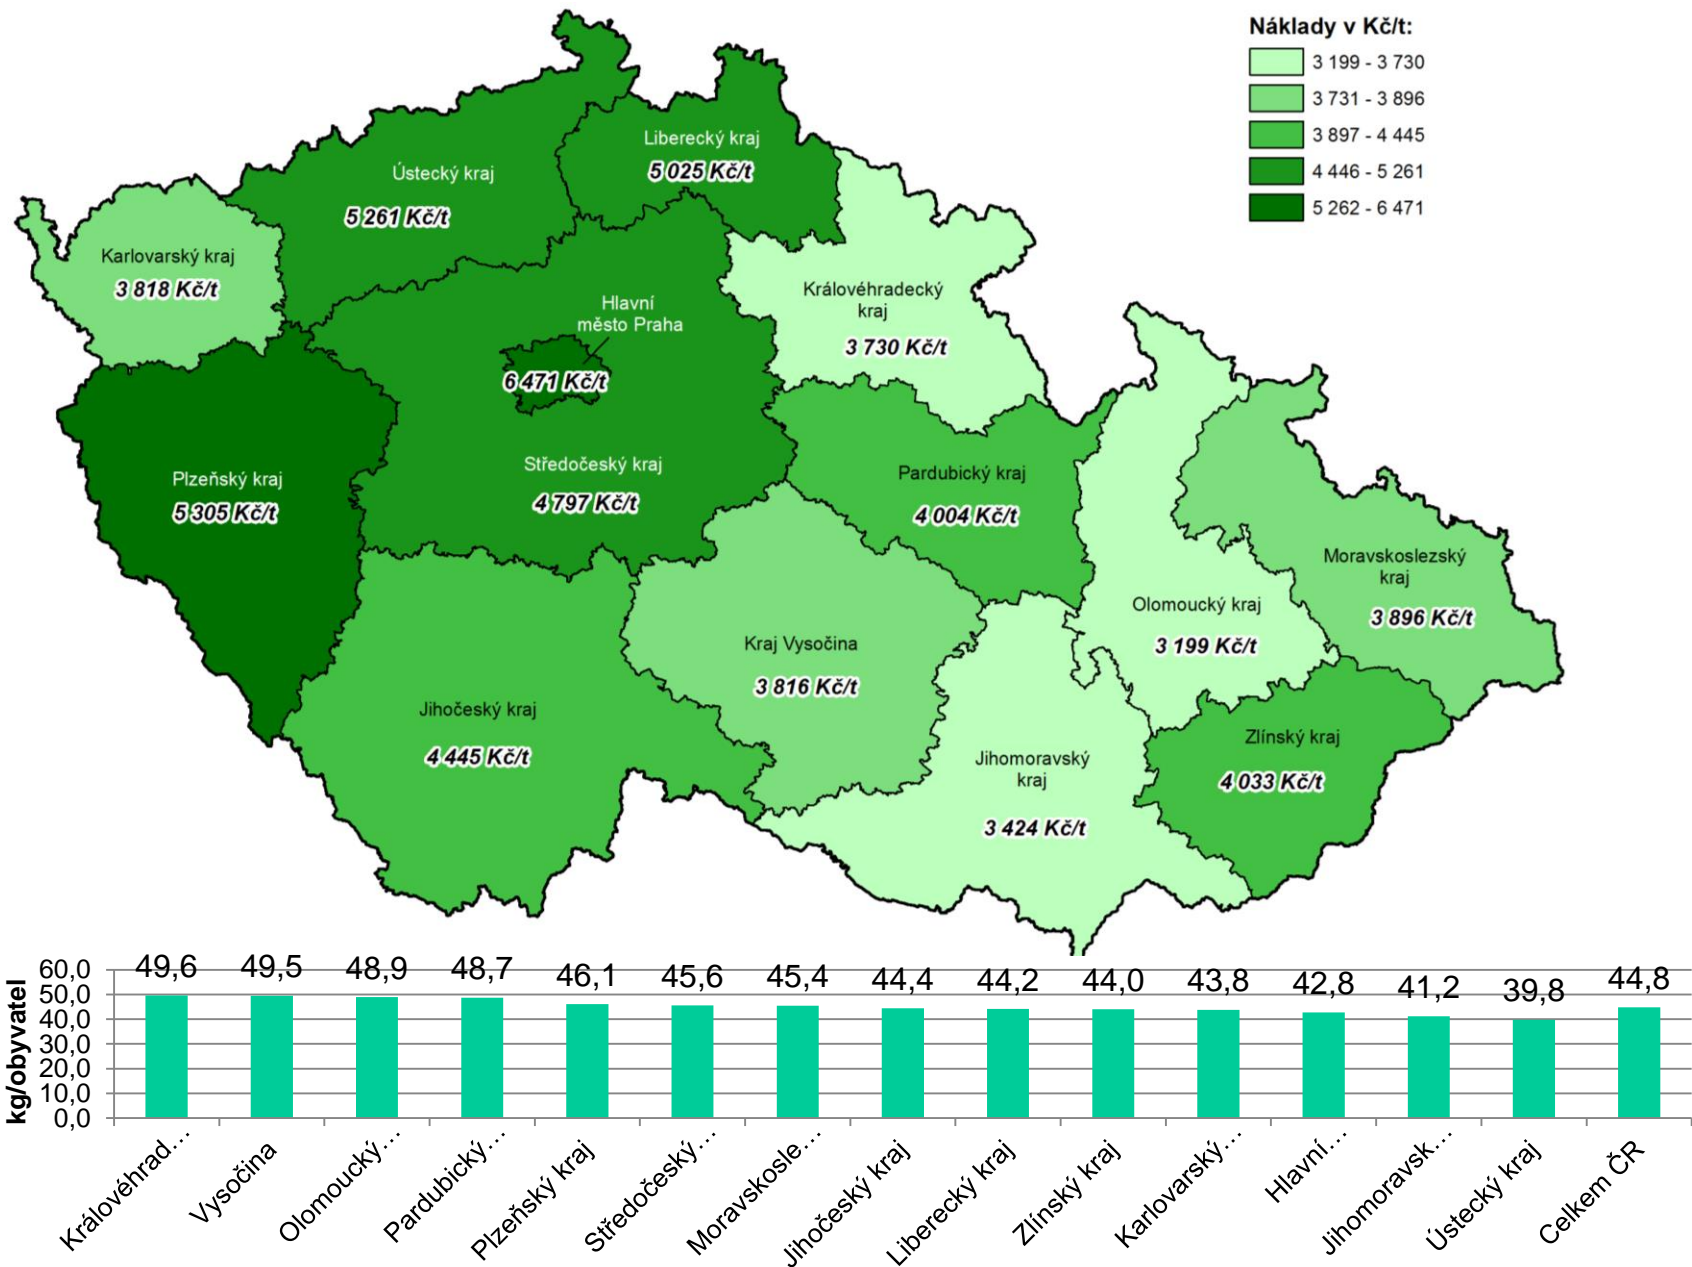 Náklady v Kč/t:
3 199 - 3 730
3 731 - 3 896
3 897 - 4 445
4 446 - 5 261
5 262 - 6 471
Liberecký kraj
5 025 Kč/t
Ústecký kraj
5 261 Kč/t
Karlovarský kraj
3 818 Kč/t
Královéhradecký
kraj
3 730 Kč/t
Hlavní
město Praha
6 471 Kč/t
Středočeský kraj
4 797 Kč/t
Plzeňský kraj
5 305 Kč/t
Pardubický kraj
4 004 Kč/t
Moravskoslezský
kraj
3 896 Kč/t
Olomoucký kraj
3 199 Kč/t
Kraj Vysočina
3 816 Kč/t
Jihočeský kraj
4 445 Kč/t
Zlínský kraj
4 033 Kč/t
Jihomoravský
kraj
3 424 Kč/t
kg/obyvatel
60,0
50,0
40,0
30,0
20,0
10,0
0,0
49,6 49,5 48,9 48,7 46,1 45,6 45,4 44,4 44,2 44,0 43,8 42,8 41,2 39,8 44,8
Královéhrad...
Vysočina
Olomoucký...
Pardubický...
Plzeňský kraj
Středočeský...
Moravskosle...
Jihočeský kraj
Liberecký kraj
Zlínský kraj
Karlovarský...
Hlavní...
Jihomoravsk...
Ústecký kraj
Celkem ČR